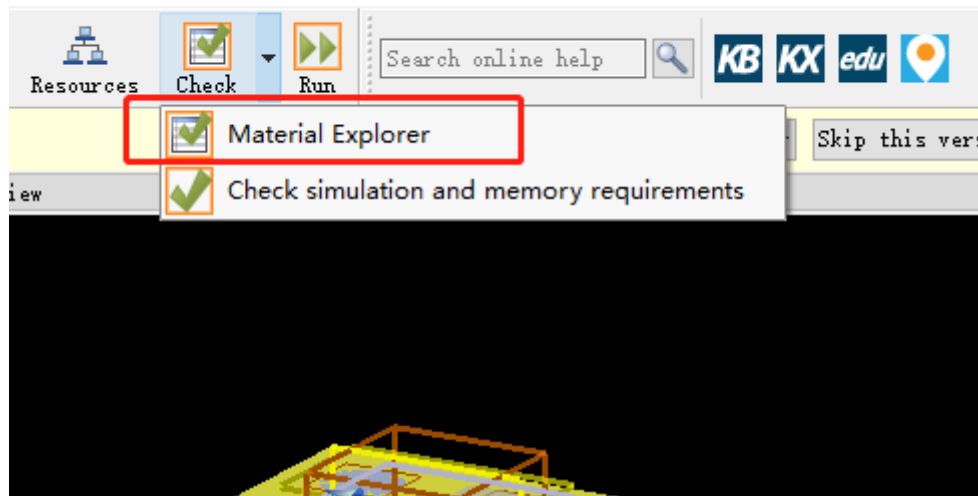 Resources Check Run Search online help KB KX edu
Material Explorer
Skip this vers
Check simulation and memory requirements
iew